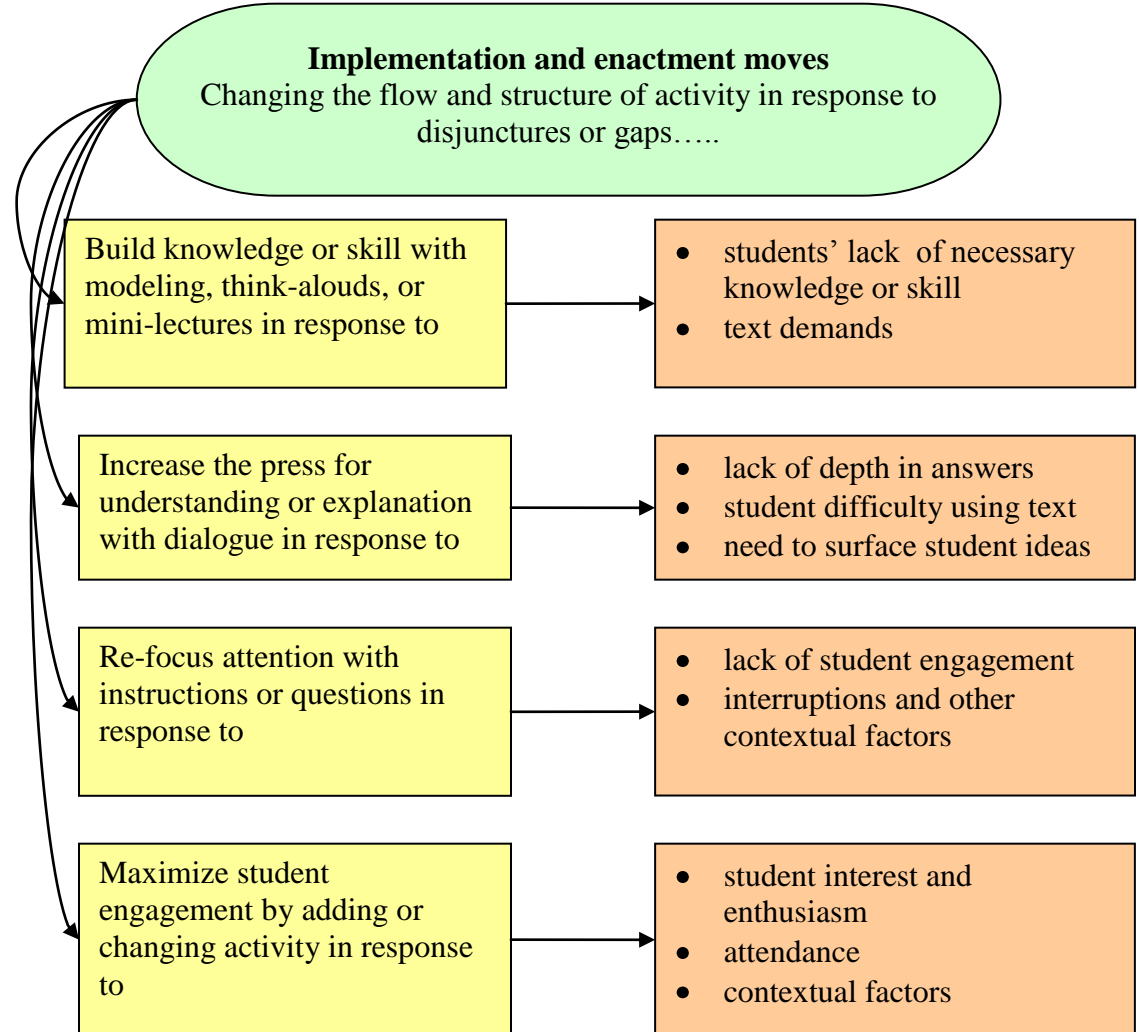 Implementation and enactment moves
Changing the flow and structure of activity in response to
disjunctures or gaps…..
Build knowledge or skill with
modeling, think-alouds, or
mini-lectures in response to
• students’ lack  of necessary
knowledge or skill
• text demands
Increase the press for
understanding or explanation
with dialogue in response to
• lack of depth in answers
• student difficulty using text
• need to surface student ideas
Re-focus attention with
instructions or questions in
response to
• lack of student engagement
• interruptions and other
contextual factors
Maximize student
engagement by adding or
changing activity in response
to
• student interest and
enthusiasm
• attendance
• contextual factors